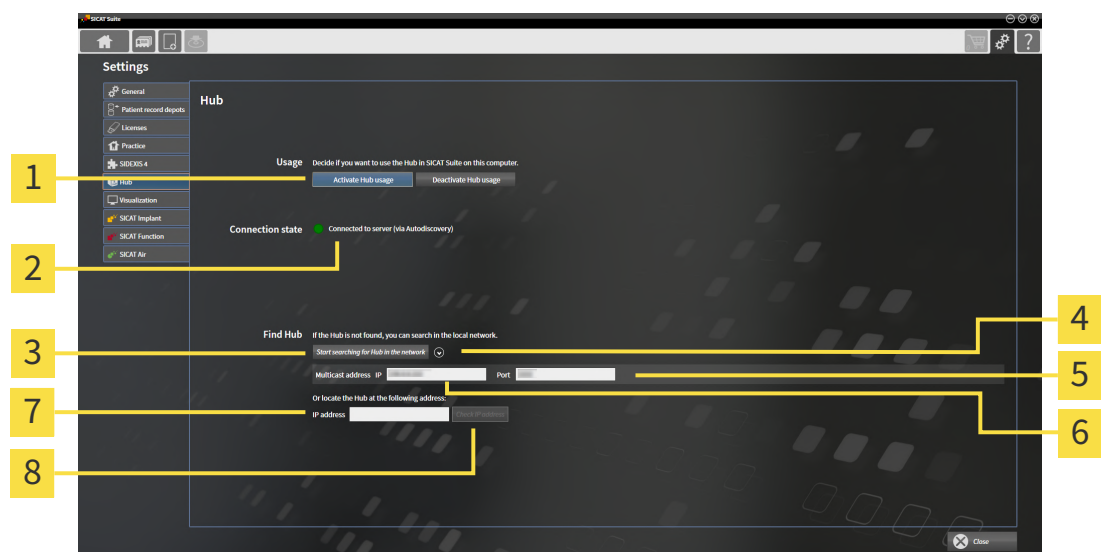 SICAT Suite
?
Settings
General
Patient record depots
Licenses
Practice
SIDEXIS 4
Hub
Visualization
SICAT Implant
SICAT Function
SICAT Air
Hub
Usage Decide if you want to use the Hub in SICAT Suite on this computer.
Activate Hub usage Deactivate Hub usage
Connection state Connected to server (via Autodiscovery)
Find Hub If the Hub is not found, you can search in the local network.
Start searching for Hub in the network
Multicast address IP Port
Or locate the Hub at the following address:
IP address Check IP address
Close
1
2
3
7
8
4
5
6